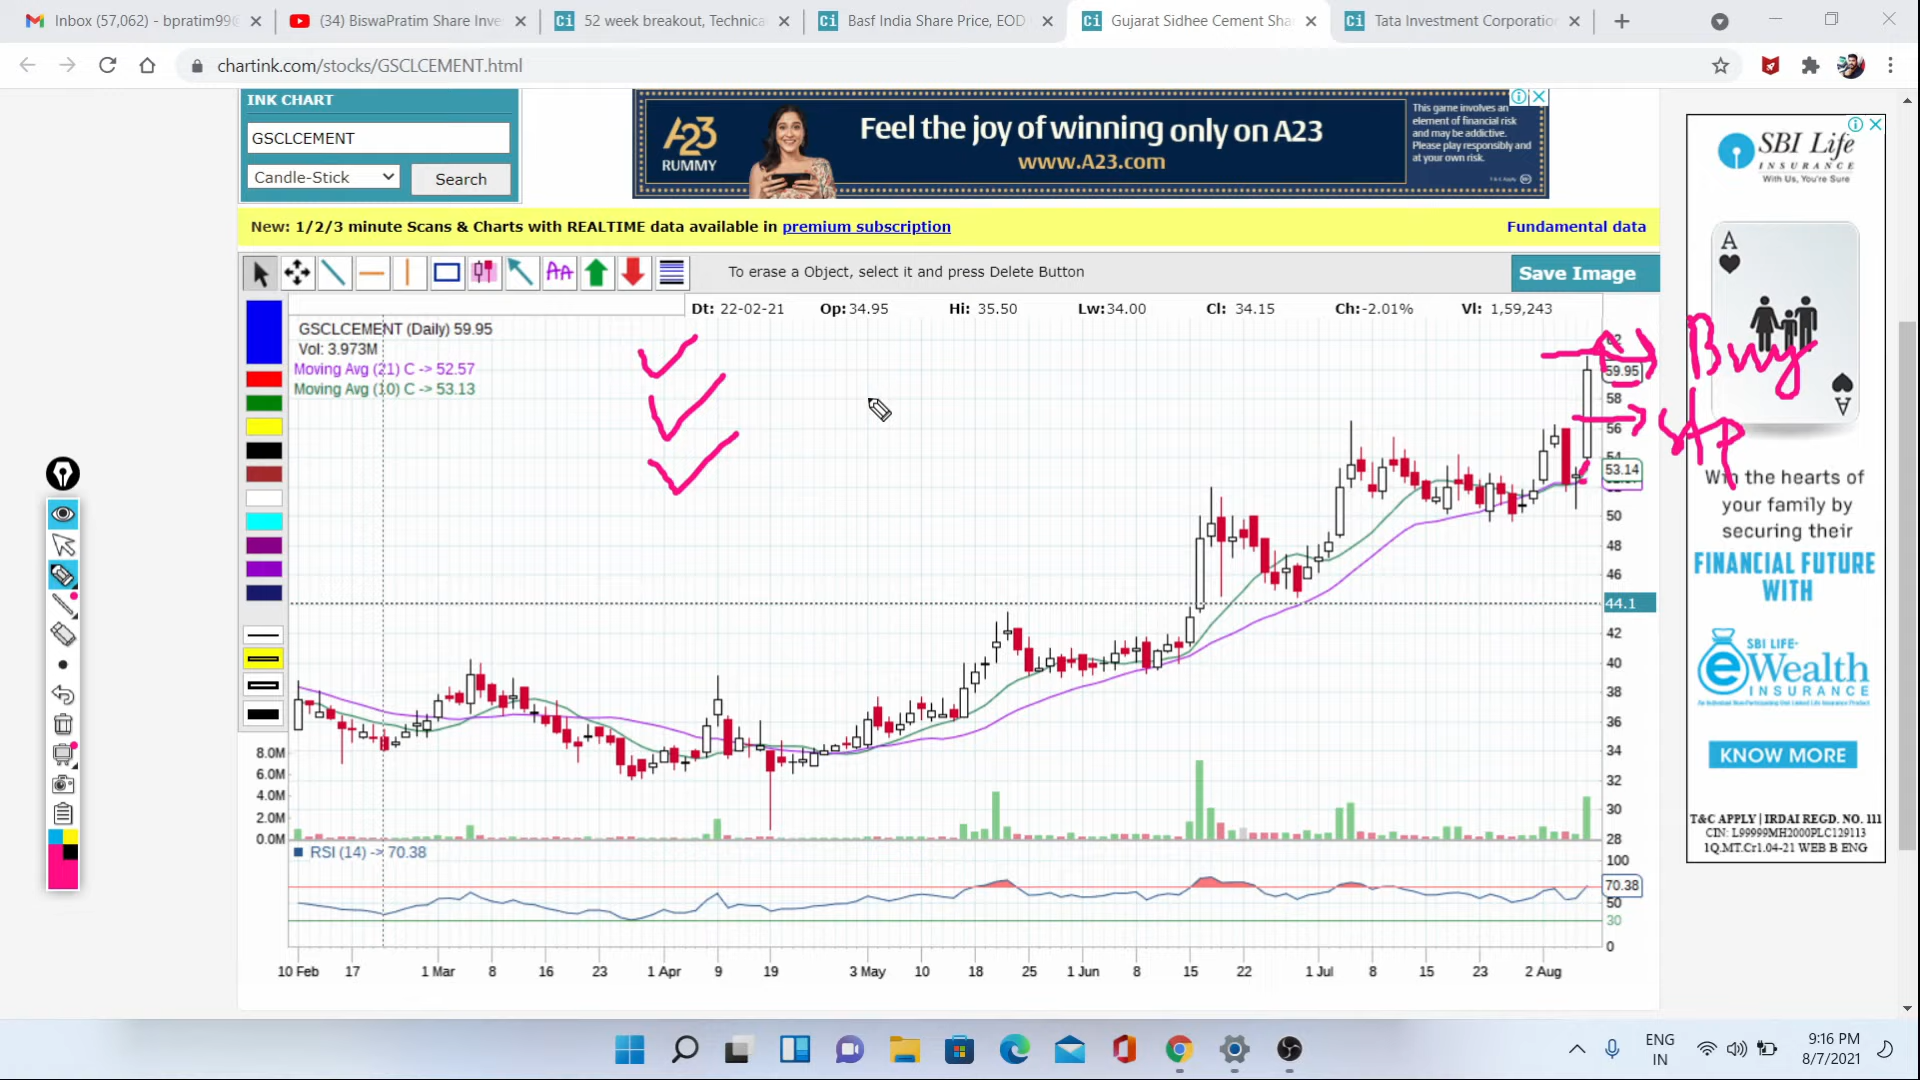 Inbox (57,062) - bpratim99@
(34) BiswaPratim Share Inve
52 week breakout, Technica
Basf India Share Price, EOD
Gujarat Sidhee Cement Sha
Tata Investment Corporatio
chartink.com/stocks/GSCLCEMENT.html
INK CHART
GSCLCEMENT
Candle-Stick
Search
A23
RUMMY
Feel the joy of winning only on A23
www.A23.com
This game involves an
element of financial risk
and may be addictive.
Please play responsibly and
at your own risk.
SBI Life
INSURANCE
With Us, You're Sure
New: 1/2/3 minute Scans & Charts with REALTIME data available in premium subscription
Fundamental data
To erase a Object, select it and press Delete Button
Save Image
Dt: 22-02-21 Op:34.95 Hi: 35.50 Lw:34.00 Cl: 34.15 Ch:-2.01% Vl: 1,59,243
GSCLCEMENT (Daily) 59.95
Vol: 3.973M
Moving Avg (21) C -> 52.57
Moving Avg (10) C -> 53.13
AA
62
59.95
58
56
54
53.14
50
48
46
44.1
42
40
38
36
34
32
30
28
Buy
A
A
8.0M
6.0M
4.0M
2.0M
0.0M
RSI (14) -> 70.38
100
70.38
50
30
0
10 Feb 17 1 Mar 8 16 23 1 Apr 9 19 3 May 10 18 25 1 Jun 8 15 22 1 Jul 8 15 23 2 Aug
Win the hearts of
your family by
securing their
FINANCIAL FUTURE
WITH
SBI LIFE-
eWealth
INSURANCE
KNOW MORE
T&C APPLY | IRDAI REGD. NO. 111
CIN: L99999MH2000PLC129113
1Q.MT.Cr1.04-21 WEB B ENG
ENG
IN
9:16 PM
8/7/2021